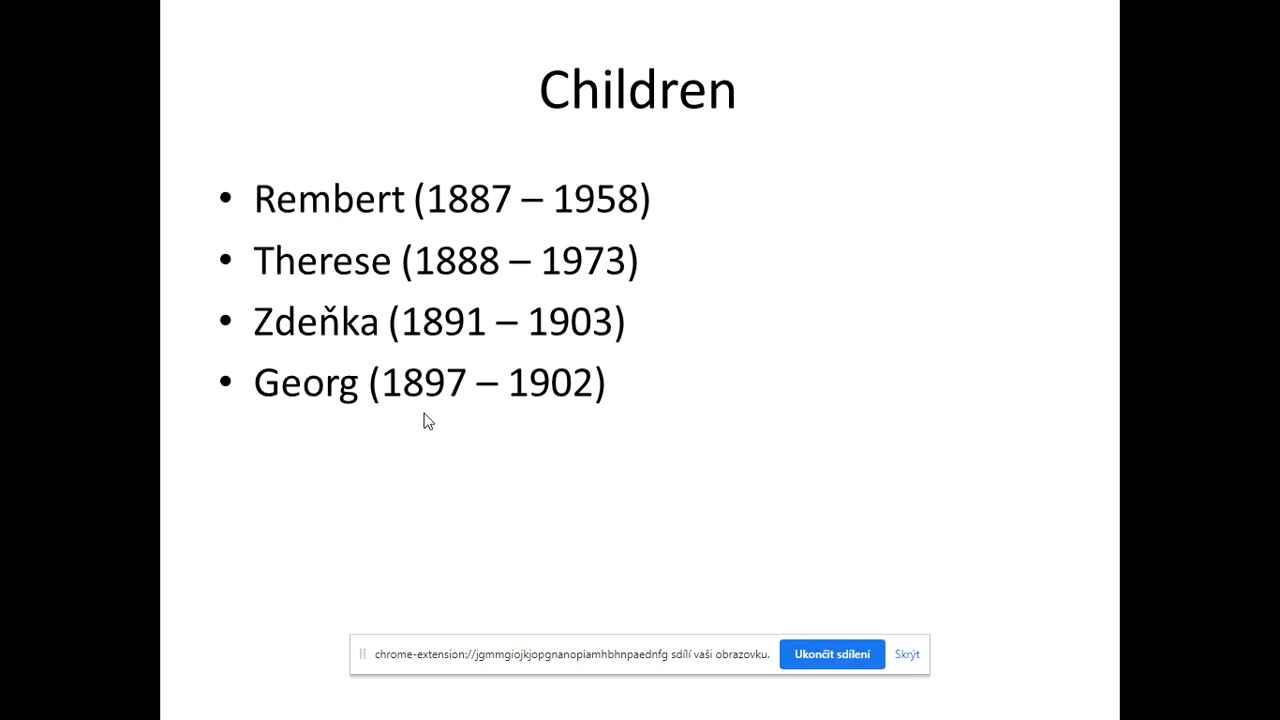 Children
• Rembert (1887 – 1958)
• Therese (1888 – 1973)
• Zdeňka (1891 – 1903)
• Georg (1897 – 1902)
chrome-extension://jgmmgiojkjopgnanopiamhbhnpaednfg sdílí vaši obrazovku. Ukončit sdílení Skrýt